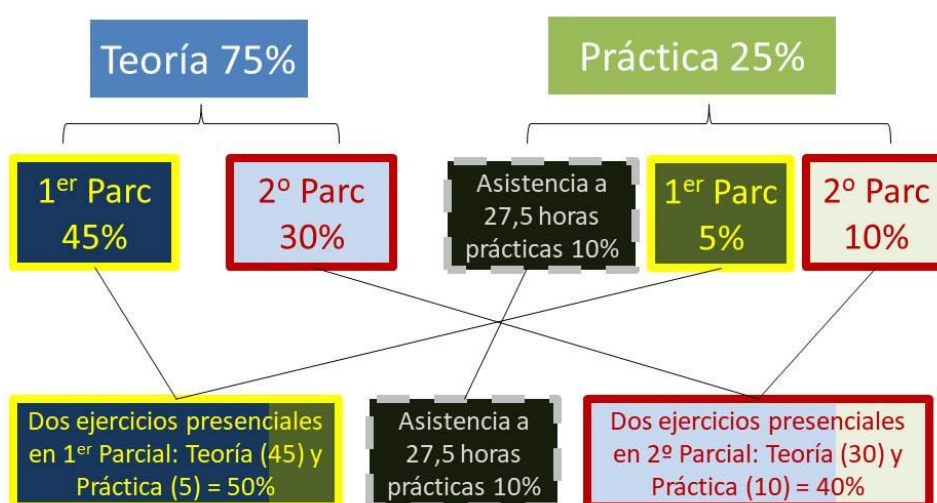 Teoría 75%
Práctica 25%
1er Parc
45%
2º Parc
30%
Asistencia a
27,5 horas
prácticas 10%
1er Parc
5%
2º Parc
10%
Dos ejercicios presenciales
en 1er Parcial: Teoría (45) y
Práctica (5) = 50%
Asistencia a
27,5 horas
prácticas 10%
Dos ejercicios presenciales
en 2º Parcial: Teoría (30) y
Práctica (10) = 40%